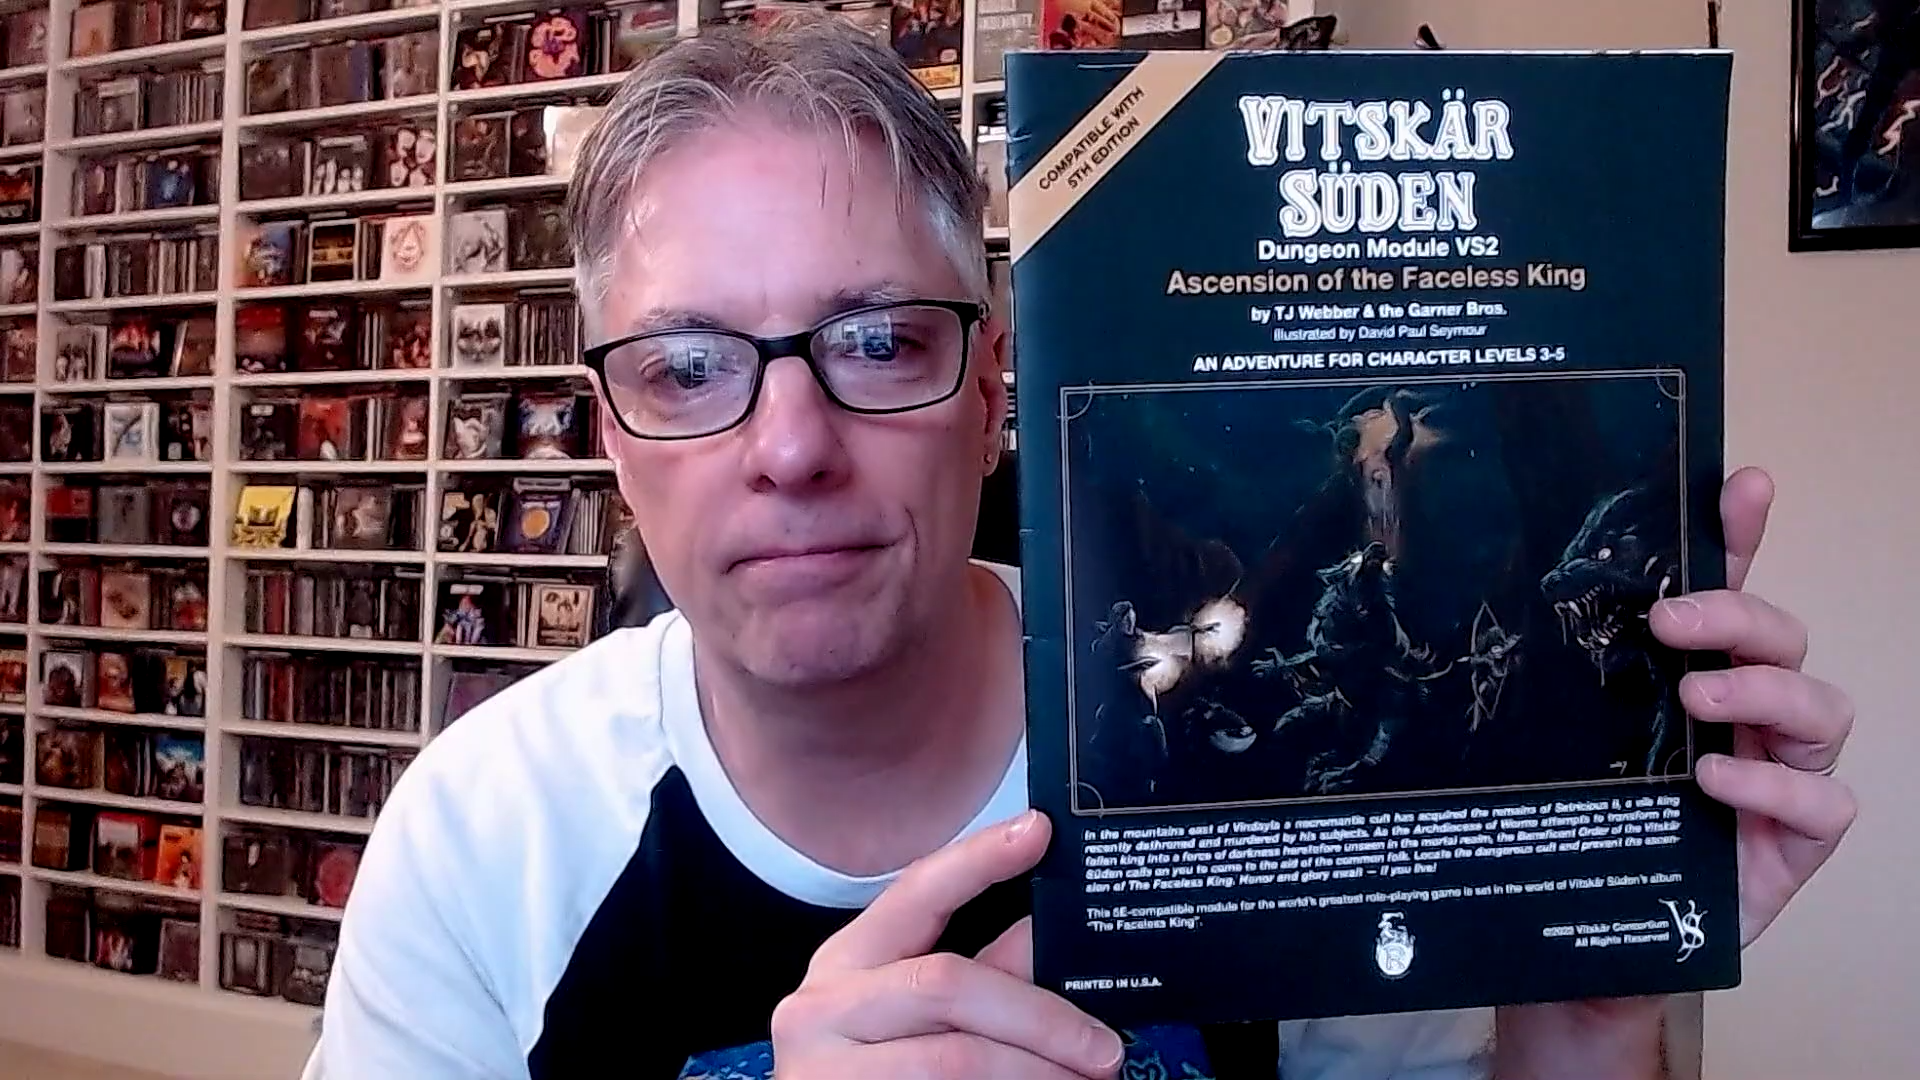 COMPATIBLE WITH
5TH EDITION
VITSKÄR
SÜDEN
Dungeon Module VS2
Ascension of the Faceless King
by TJ Webber & the Garner Bros.
Illustrated by David Paul Seymour
AN ADVENTURE FOR CHARACTER LEVELS 3-5
In the mountains east of Vindayla a necromantic cult has acquired the remains of Satricious II, a vile king
recently dethroned and murdered by his subjects. As the Archdiocese of Worms attempts to transform the
fallen king into a force of darkness heretofore unseen in the mortal realm, the Beneficent Order of the Vitskär
Süden calls on you to come to the aid of the common folk. Locate the dangerous cult and prevent the ascen-
sion of The Faceless King. Honor and glory await — if you live!
This 5E-compatible module for the world's greatest role-playing game is set in the world of Vitskär Süden's album
"The Faceless King".
©2022 Vitskär Consortium
All Rights Reserved
VS
PRINTED IN U.S.A.